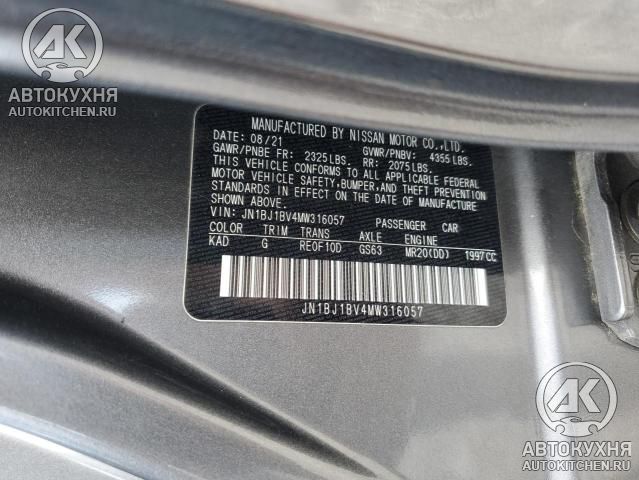 AK
АВТОКУХНЯ
AUTOKITCHEN.RU
MANUFACTURED BY NISSAN MOTOR CO.,LTD.
DATE: 08/21 GVWR/PNBV: 4355LBS.
GAWR/PNBE FR: 2325LBS. RR: 2075LBS.
THIS VEHICLE CONFORMS TO ALL APPLICABLE FEDERAL
MOTOR VEHICLE SAFETY, BUMPER, AND THEFT PREVENTION
STANDARDS IN EFFECT ON THE DATE OF MANUFACTURE
SHOWN ABOVE.
VIN: JN1BJ1BV4MW316057 PASSENGER CAR
COLOR TRIM TRANS AXLE ENGINE
KAD G RE0F10D GS63 MR20(DD) 1997CC
JN1BJ1BV4MW316057
AK
АВТОКУХНЯ
AUTOKITCHEN.RU